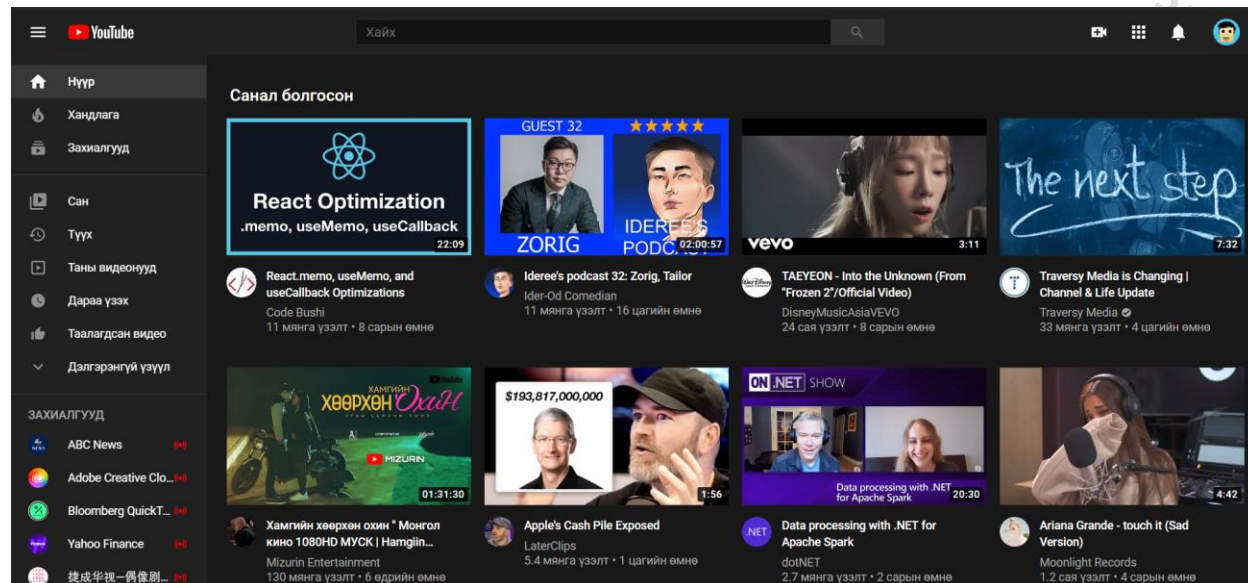 YouTube
Хайх
Нүүр
Хандлага
Захиалгууд
Сан
Түүх
Таны видеонууд
Дараа үзэх
Таалагдсан видео
Дэлгэрэнгүй үзүүл
ЗАХИАЛГУУД
ABC News
Adobe Creative Clo...
Bloomberg QuickT...
Yahoo Finance
捷成华视—偶像剧...
Санал болгосон
React Optimization
.memo, useMemo, useCallback
22:09
React.memo, useMemo, and
useCallback Optimizations
Code Bushi
11 мянга үзэлт • 8 сарын өмнө
GUEST 32
ZORIG
IDEREE'S
02:00:57
Ideree's podcast 32: Zorig, Tailor
Ider-Od Comedian
11 мянга үзэлт • 16 цагийн өмнө
vevo
3:11
TAEYEON - Into the Unknown (From
"Frozen 2"/Official Video)
DisneyMusicAsiaVEVO
24 сая үзэлт • 8 сарын өмнө
The next step
7:32
Traversy Media is Changing |
Channel & Life Update
Traversy Media
33 мянга үзэлт • 4 цагийн өмнө
YouTube
ХАМГИЙН
ХӨӨРХӨН Охин
MIZURIN
01:31:30
Хамгийн хөөрхөн охин " Монгол
кино 1080HD МУСК | Hamgiin...
Mizurin Entertainment
130 мянга үзэлт • 6 өдрийн өмнө
$193,817,000,000
1:56
Apple's Cash Pile Exposed
LaterClips
5.4 мянга үзэлт • 1 цагийн өмнө
ON .NET SHOW
Data processing with .NET
for Apache Spark
20:30
.NET
Data processing with .NET for
Apache Spark
dotNET
2.7 мянга үзэлт • 2 сарын өмнө
4:42
Ariana Grande - touch it (Sad
Version)
Moonlight Records
1.2 сая үзэлт • 4 сарын өмнө